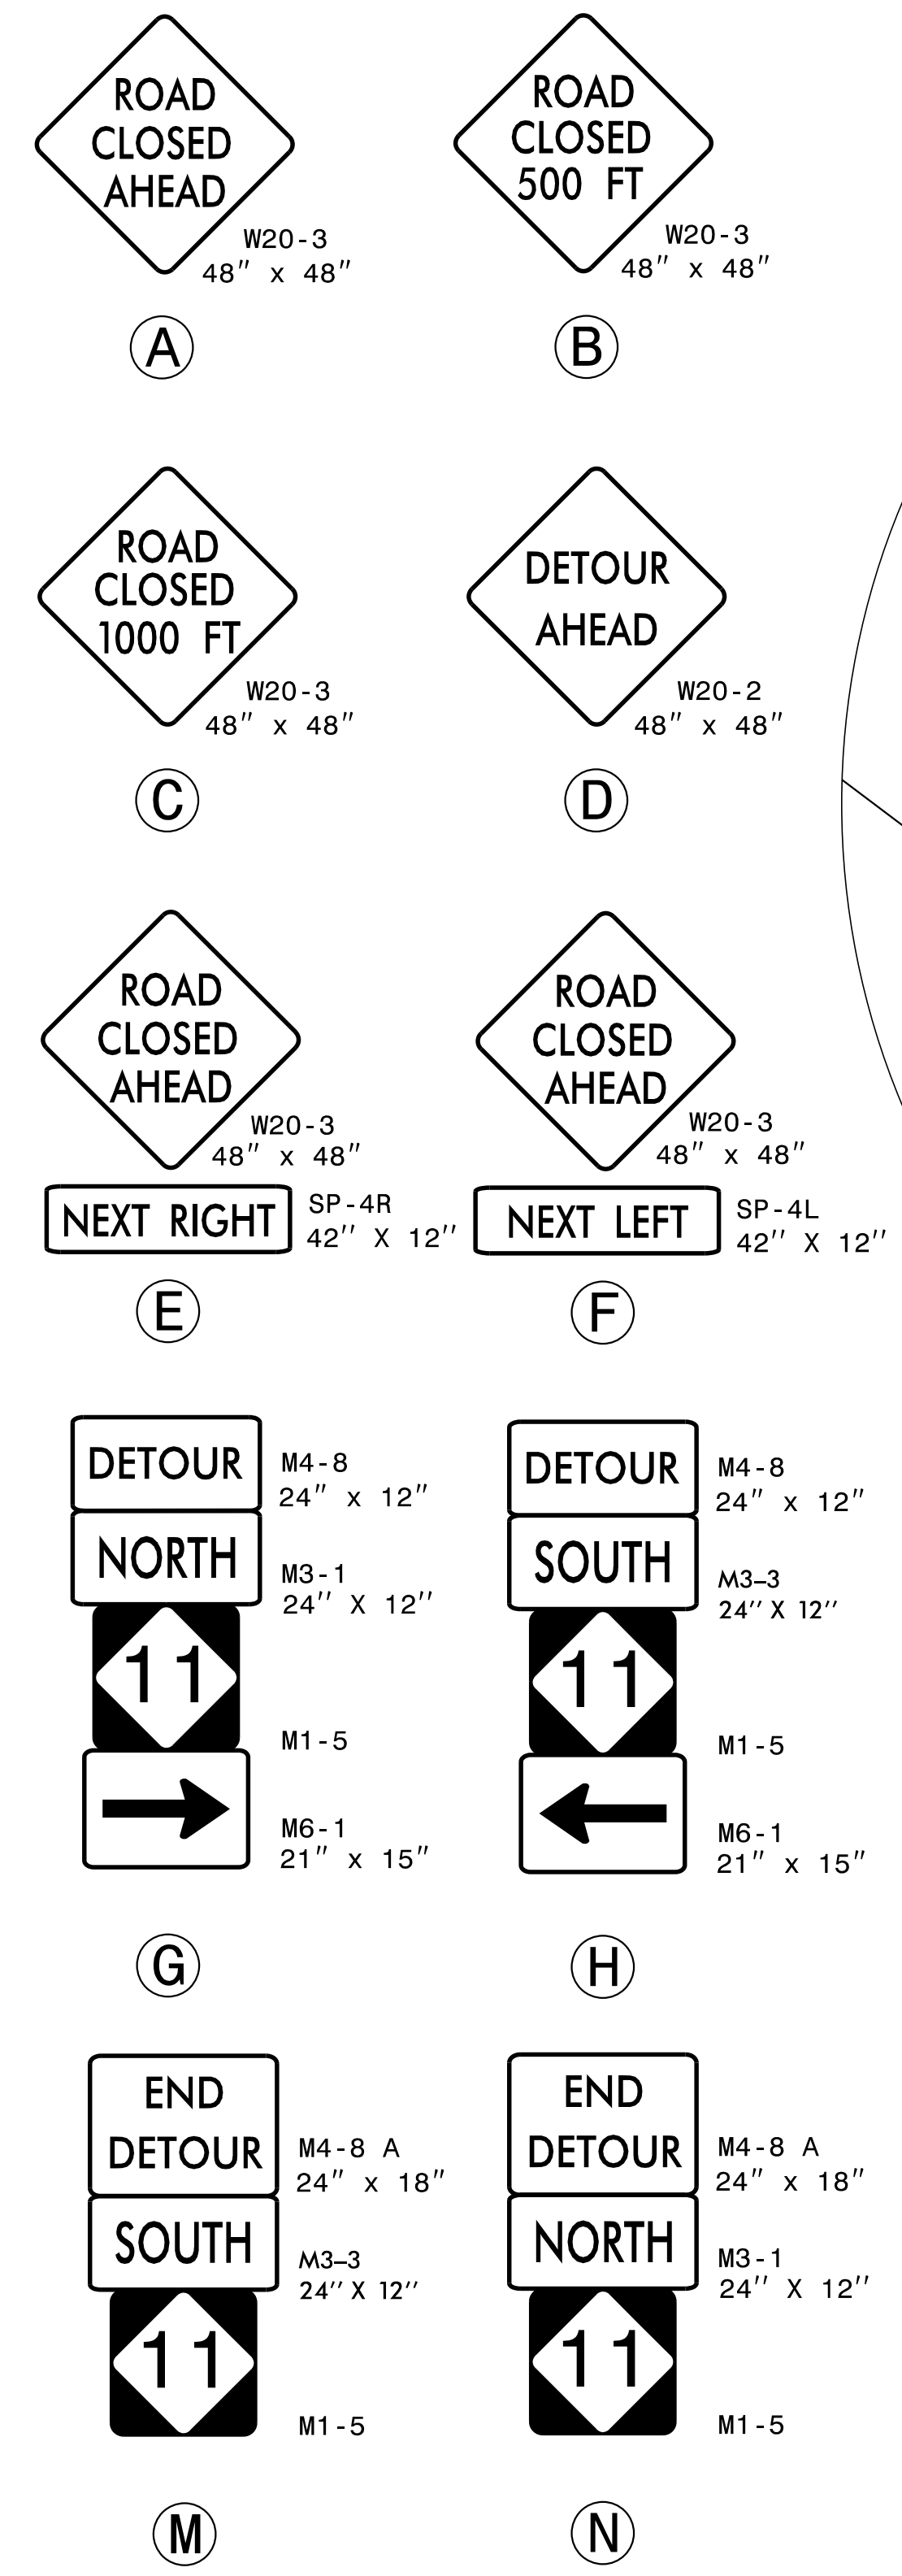 ROAD
CLOSED
AHEAD
W20-3
48" x 48"
A
ROAD
CLOSED
500 FT
W20-3
48" x 48"
B
ROAD
CLOSED
1000 FT
W20-3
48" x 48"
C
DETOUR
AHEAD
W20-2
48" x 48"
D
ROAD
CLOSED
AHEAD
W20-3
48" x 48"
NEXT RIGHT
SP-4R
42" X 12"
E
ROAD
CLOSED
AHEAD
W20-3
48" x 48"
NEXT LEFT
SP-4L
42" X 12"
F
DETOUR
M4-8
24" x 12"
NORTH
M3-1
24" X 12"
11
M1-5
M6-1
21" x 15"
G
DETOUR
M4-8
24" x 12"
SOUTH
M3-3
24" X 12"
11
M1-5
M6-1
21" x 15"
H
END
DETOUR
M4-8 A
24" x 18"
SOUTH
M3-3
24" X 12"
11
M1-5
M
END
DETOUR
M4-8 A
24" x 18"
NORTH
M3-1
24" X 12"
11
M1-5
N